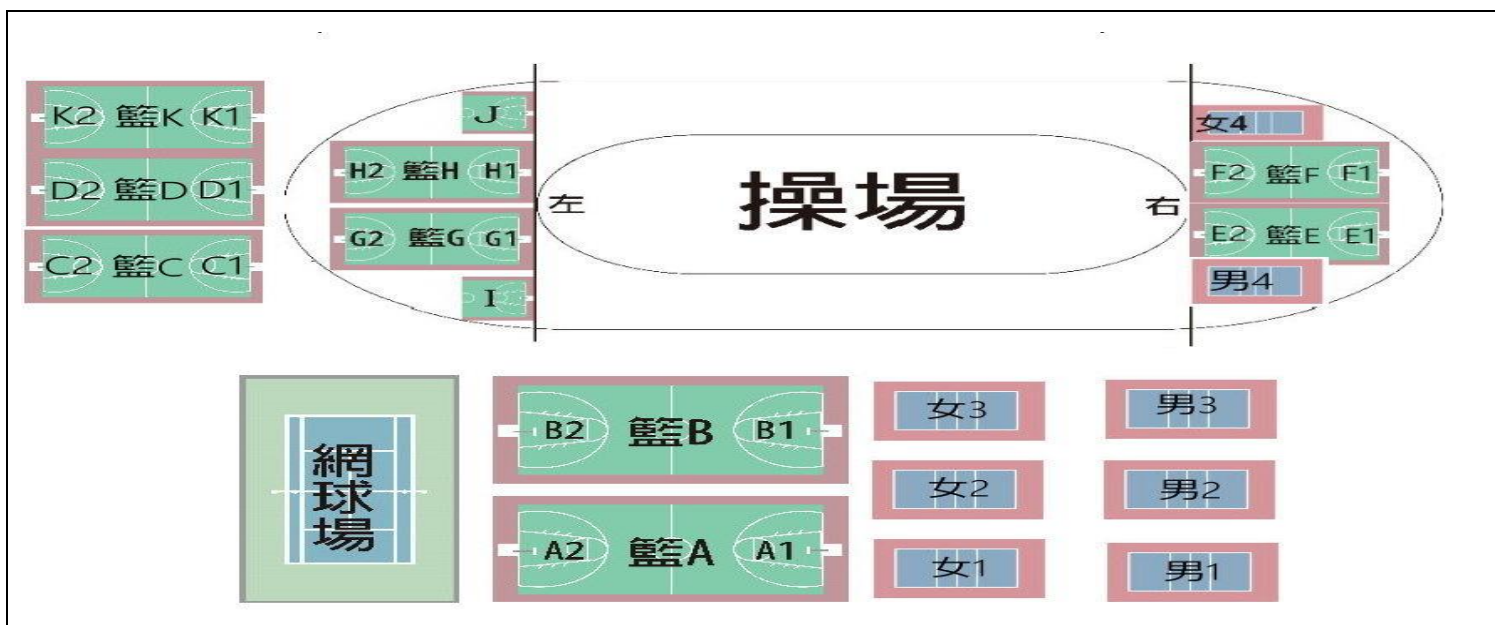 K2 籃K K1
D2 籃D D1
C2 籃C C1
J
H2 籃H H1
G2 籃G G1
I
左
操場
右
女4
F2 籃F F1
E2 籃E E1
男4
網球場
B2 籃B B1
A2 籃A A1
女3
女2
女1
男3
男2
男1